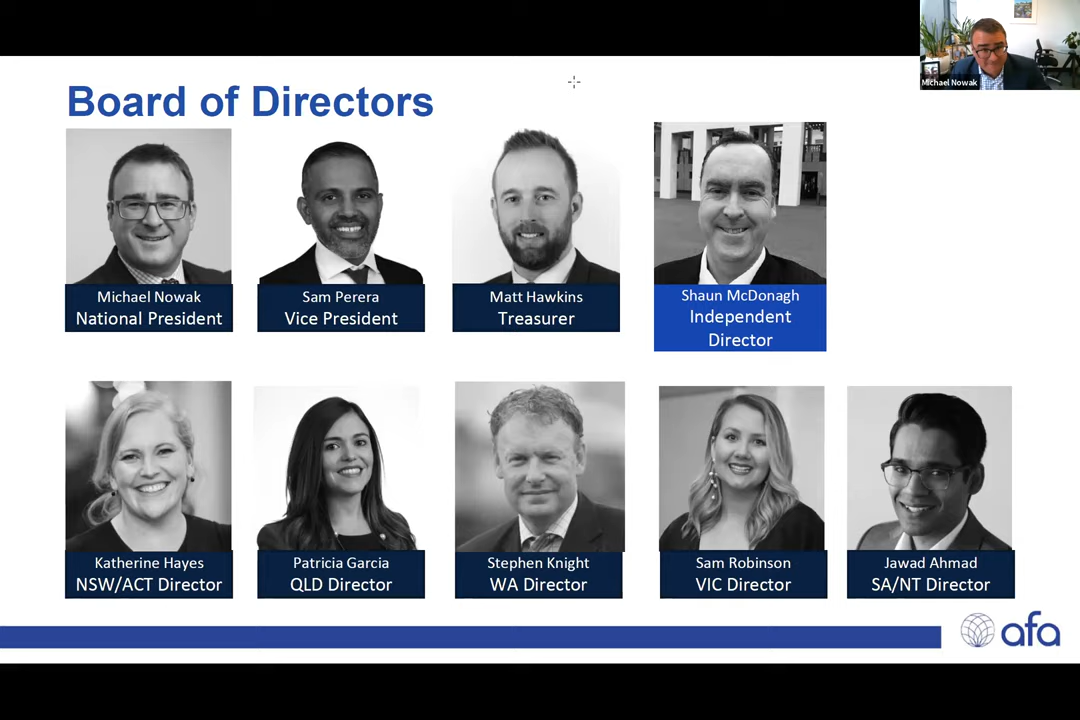 Michael Nowak
Board of Directors
Michael Nowak
National President
Sam Perera
Vice President
Matt Hawkins
Treasurer
Shaun McDonagh
Independent
Director
Katherine Hayes
NSW/ACT Director
Patricia Garcia
QLD Director
Stephen Knight
WA Director
Sam Robinson
VIC Director
Jawad Ahmad
SA/NT Director
afa